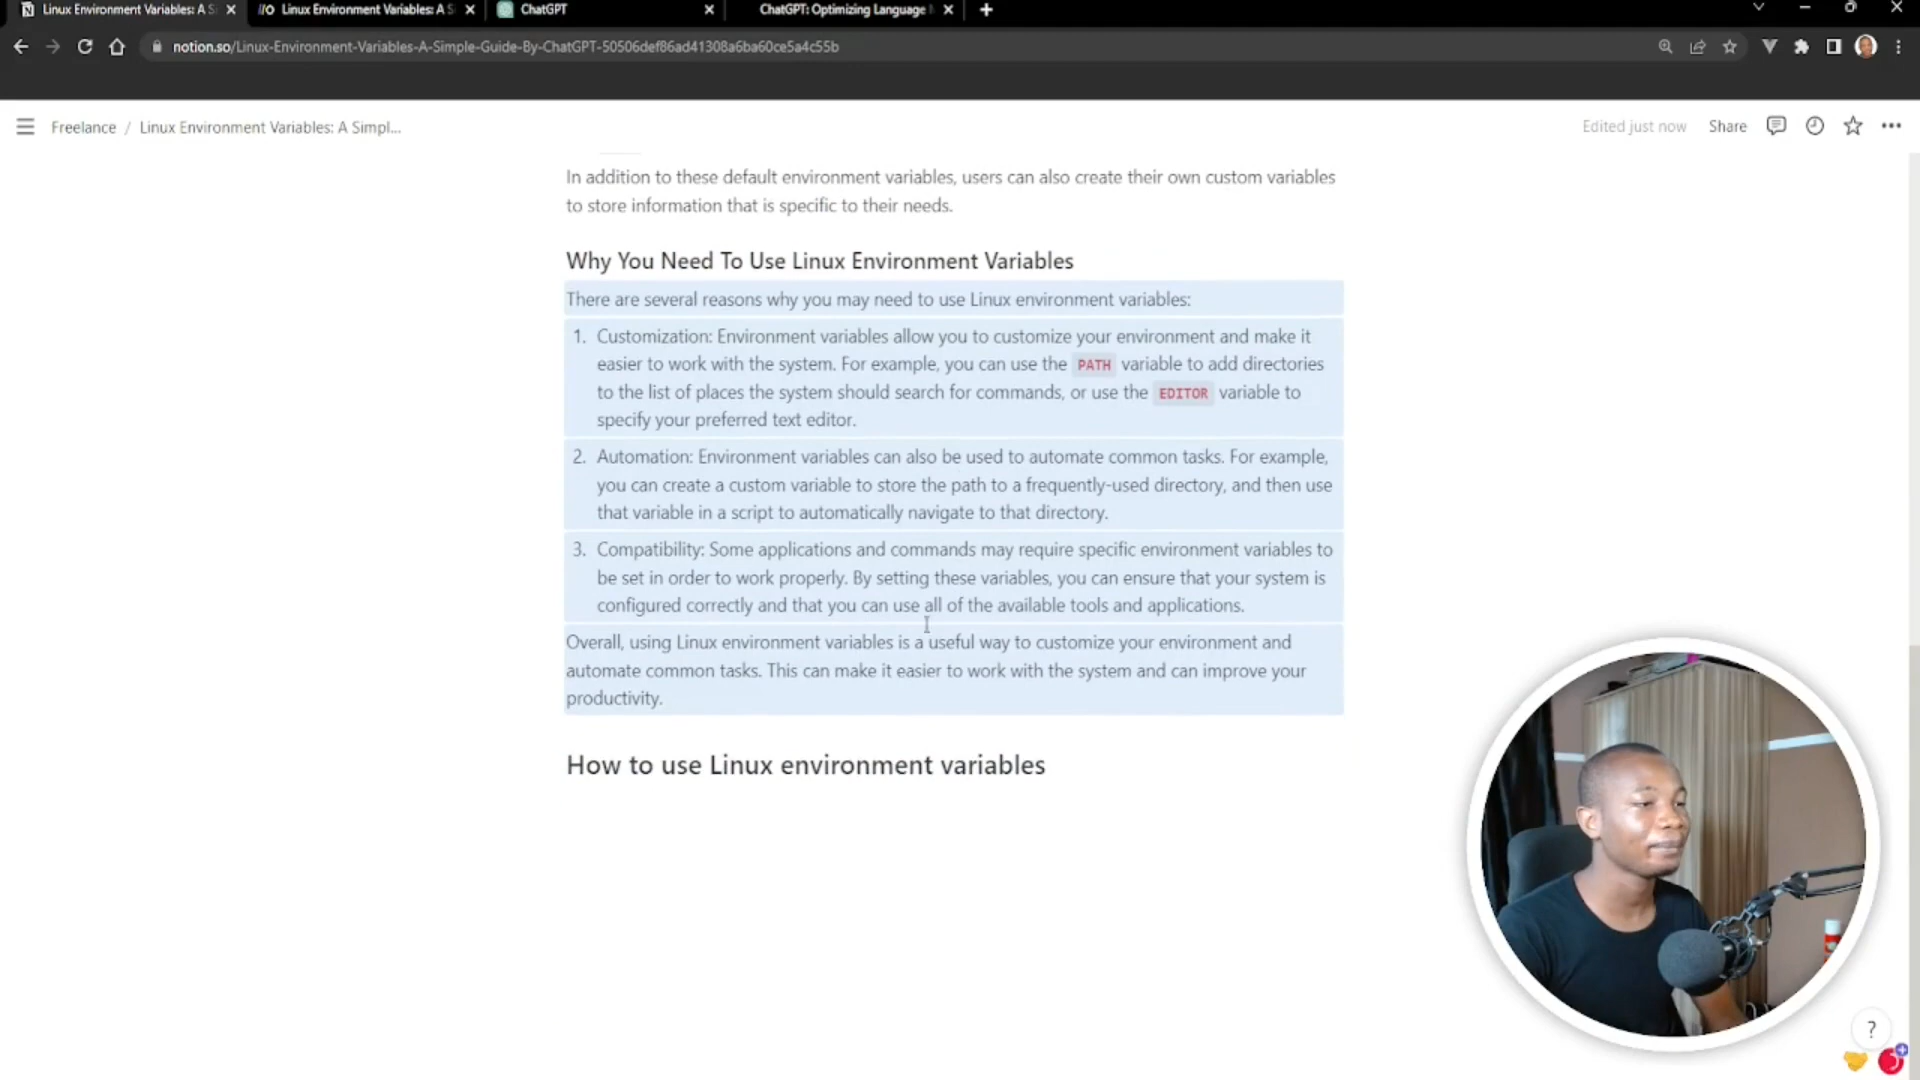 Linux Environment Variables: A S
Linux Environment Variables: A S
ChatGPT
ChatGPT: Optimizing Language
notion.so/Linux-Environment-Variables-A-Simple-Guide-By-ChatGPT-50506def86ad41308a6ba60ce5a4c55b
Freelance / Linux Environment Variables: A Simpl...
Edited just now
Share
In addition to these default environment variables, users can also create their own custom variables
to store information that is specific to their needs.
Why You Need To Use Linux Environment Variables
There are several reasons why you may need to use Linux environment variables:
1. Customization: Environment variables allow you to customize your environment and make it
easier to work with the system. For example, you can use the PATH variable to add directories
to the list of places the system should search for commands, or use the EDITOR variable to
specify your preferred text editor.
2. Automation: Environment variables can also be used to automate common tasks. For example,
you can create a custom variable to store the path to a frequently-used directory, and then use
that variable in a script to automatically navigate to that directory.
3. Compatibility: Some applications and commands may require specific environment variables to
be set in order to work properly. By setting these variables, you can ensure that your system is
configured correctly and that you can use all of the available tools and applications.
Overall, using Linux environment variables is a useful way to customize your environment and
automate common tasks. This can make it easier to work with the system and can improve your
productivity.
How to use Linux environment variables
?